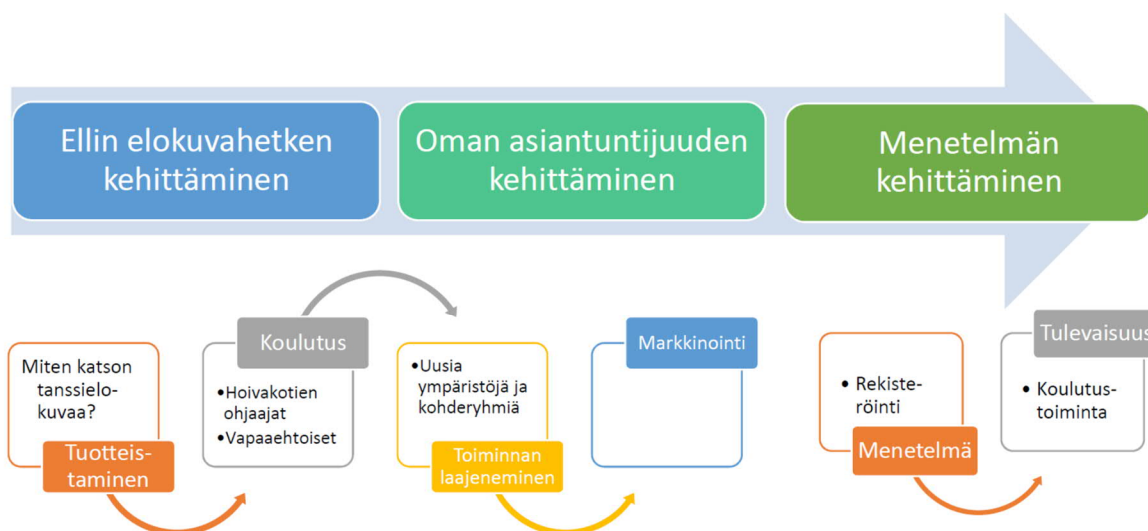 Ellin elokuvahetken
kehittäminen
Oman asiantuntijuuden
kehittäminen
Menetelmän
kehittäminen
Miten katson
tanssielo-
kuvaa?
Tuotteis-
taminen
Koulutus
•Hoivakotien
ohjaajat
•Vapaaehtoiset
•Uusia
ympäristöjä ja
kohderyhmiä
Toiminnan
laajeneminen
Markkinointi
• Rekiste-
röinti
Menetelmä
Tulevaisuus
• Koulutus-
toiminta